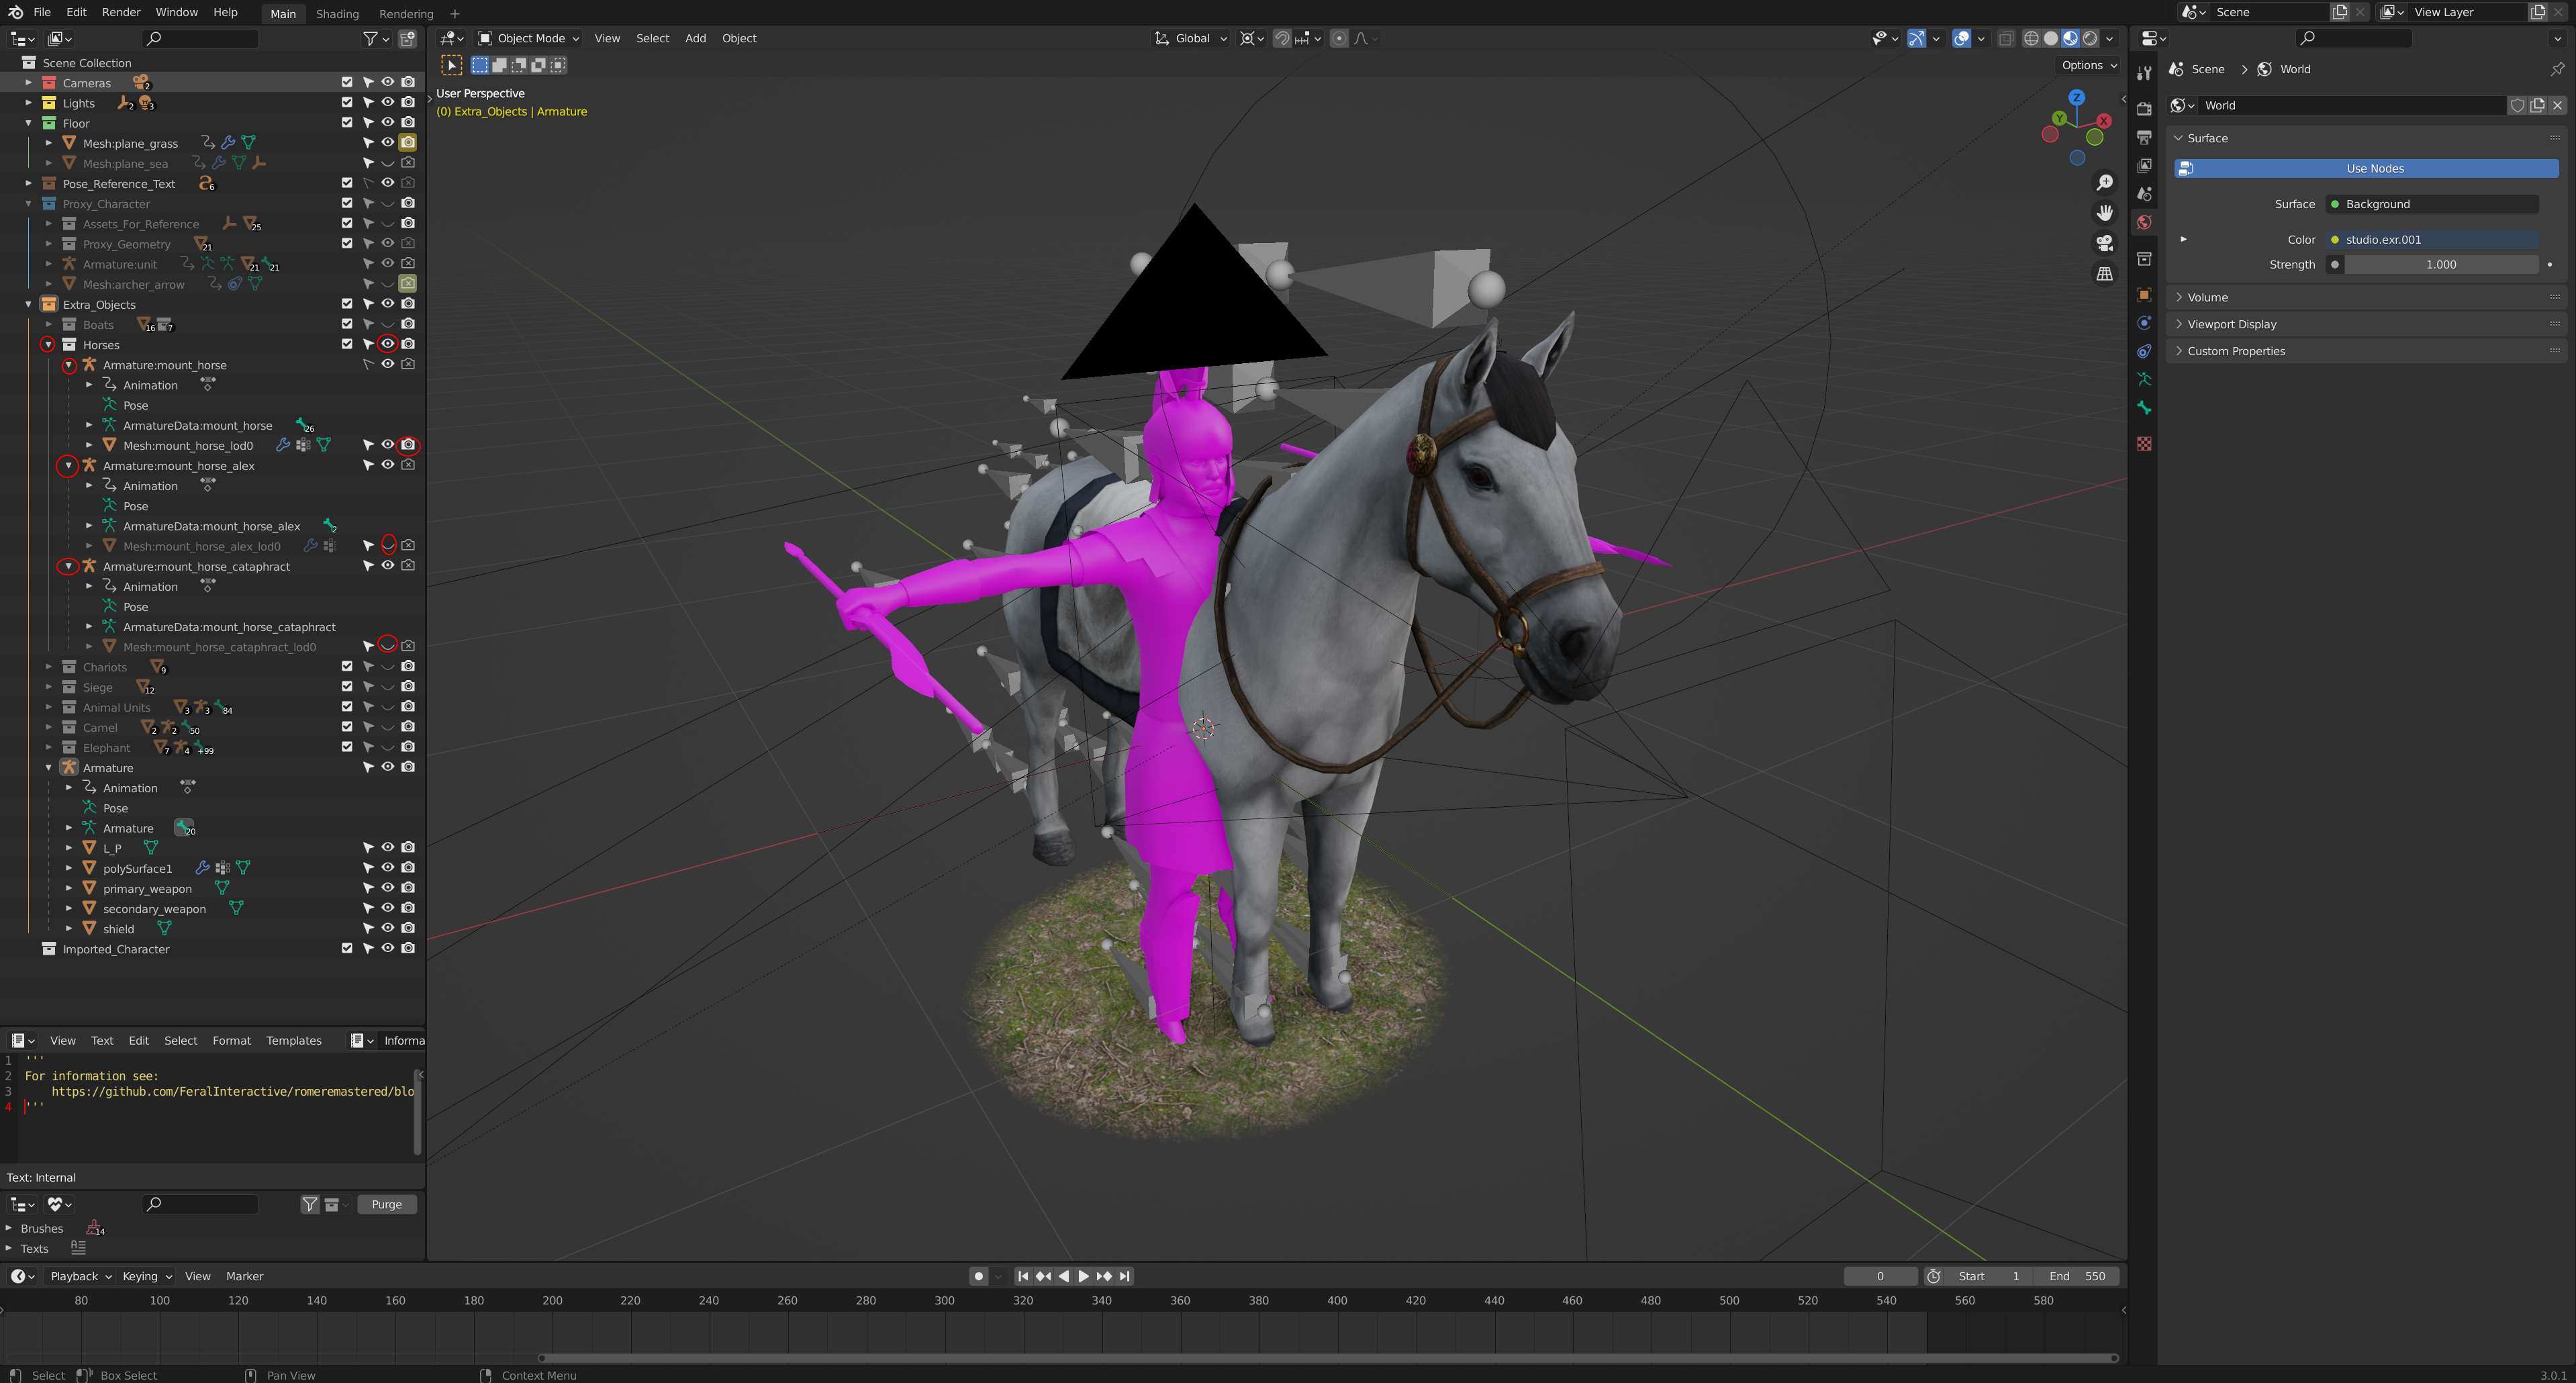 File Edit Render Window Help Main Shading Rendering + Scene View Layer
Object Mode View Select Add Object Global
Options
Scene Collection
Cameras 2
Lights 2 3
Floor
Mesh:plane_grass
Mesh:plane_sea
Pose_Reference_Text 6
Proxy_Character
Assets_For_Reference 25
Proxy_Geometry 21
Armature:unit 21 21
Mesh:archer_arrow
Extra_Objects
Boats 16 7
Horses
Armature:mount_horse
Animation
Pose
ArmatureData:mount_horse 26
Mesh:mount_horse_lod0
Armature:mount_horse_alex
Animation
Pose
ArmatureData:mount_horse_alex 2
Mesh:mount_horse_alex_lod0
Armature:mount_horse_cataphract
Animation
Pose
ArmatureData:mount_horse_cataphract
Mesh:mount_horse_cataphract_lod0
Chariots 9
Siege 12
Animal Units 3 3 84
Camel 2 2 50
Elephant 7 4 +99
Armature
Animation
Pose
Armature 20
L_P
polySurface1
primary_weapon
secondary_weapon
shield
Imported_Character
User Perspective
(0) Extra_Objects | Armature
Z
Y X
Scene > World
World
Surface
Use Nodes
Surface Background
Color studio.exr.001
Strength 1.000
Volume
Viewport Display
Custom Properties
View Text Edit Select Format Templates Informa
1 '''
2 For information see:
3 https://github.com/FeralInteractive/romeremastered/blo
4 '''
Text: Internal
Purge
Brushes 14
Texts
Playback Keying View Marker 0 Start 1 End 550
80 100 120 140 160 180 200 220 240 260 280 300 320 340 360 380 400 420 440 460 480 500 520 540 560 580
Select Box Select Pan View Context Menu 3.0.1